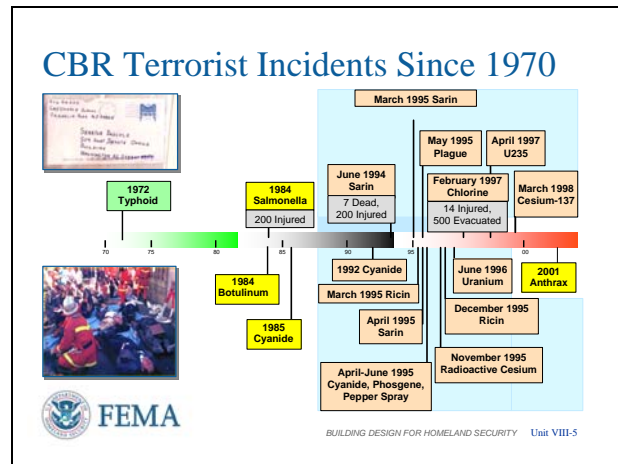 CBR Terrorist Incidents Since 1970
March 1995 Sarin
May 1995
Plague
April 1997
U235
June 1994
Sarin
7 Dead,
200 Injured
February 1997
Chlorine
14 Injured,
500 Evacuated
March 1998
Cesium-137
1972
Typhoid
1984
Salmonella
200 Injured
70
75
85
95
00
1984
Botulinum
1985
Cyanide
1992 Cyanide
March 1995 Ricin
April 1995
Sarin
June 1996
Uranium
2001
Anthrax
December 1995
Ricin
November 1995
Radioactive Cesium
April-June 1995
Cyanide, Phosgene,
Pepper Spray
FEMA
BUILDING DESIGN FOR HOMELAND SECURITY Unit VIII-5